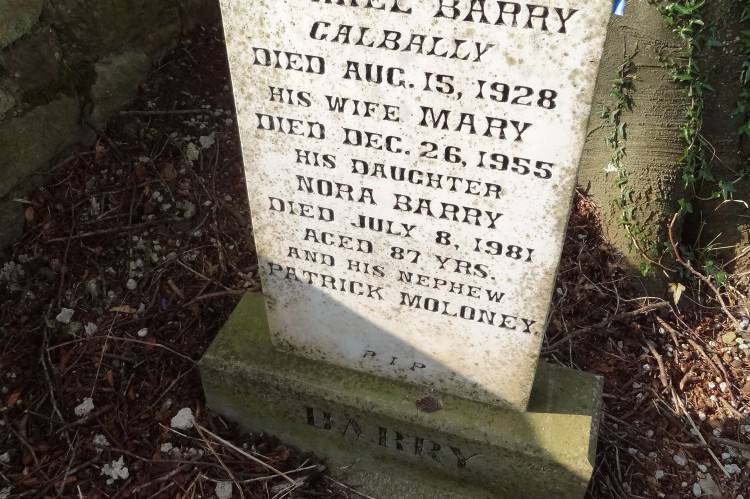 BARRY
GALBALLY
DIED AUG. 15, 1928
HIS WIFE MARY
DIED DEC. 26, 1955
HIS DAUGHTER
NORA BARRY
DIED JULY 8, 1981
AGED 87 YRS.
AND HIS NEPHEW
PATRICK MOLONEY.
R I P
BARRY